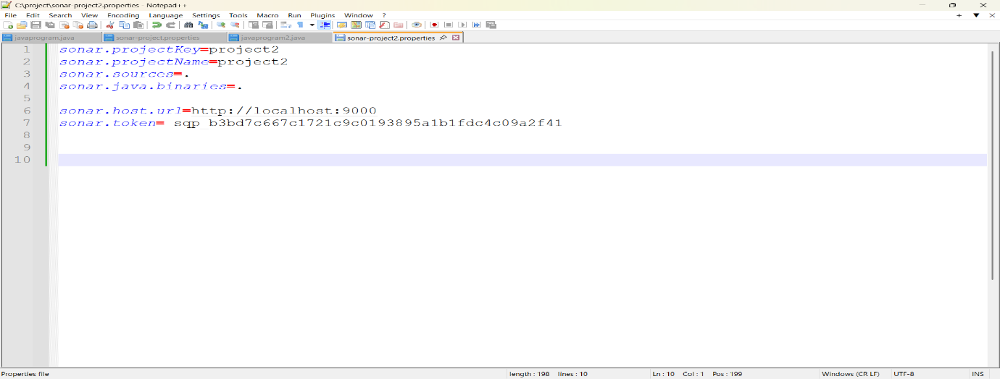 C:\project\sonar-project2.properties - Notepad++
File Edit Search View Encoding Language Settings Tools Macro Run Plugins Window ?
javaprogram.java sonar-project.properties javaprogram2.java sonar-project2.properties
1 sonar.projectKey=project2
2 sonar.projectName=project2
3 sonar.sources=.
4 sonar.java.binaries=.
5
6 sonar.host.url=http://localhost:9000
7 sonar.token= sqp_b3bd7c667c1721c9c0193895a1b1fdc4c09a2f41
8
9
10
Properties file length : 198 lines : 10 Ln : 10 Col : 1 Pos : 199 Windows (CR LF) UTF-8 INS